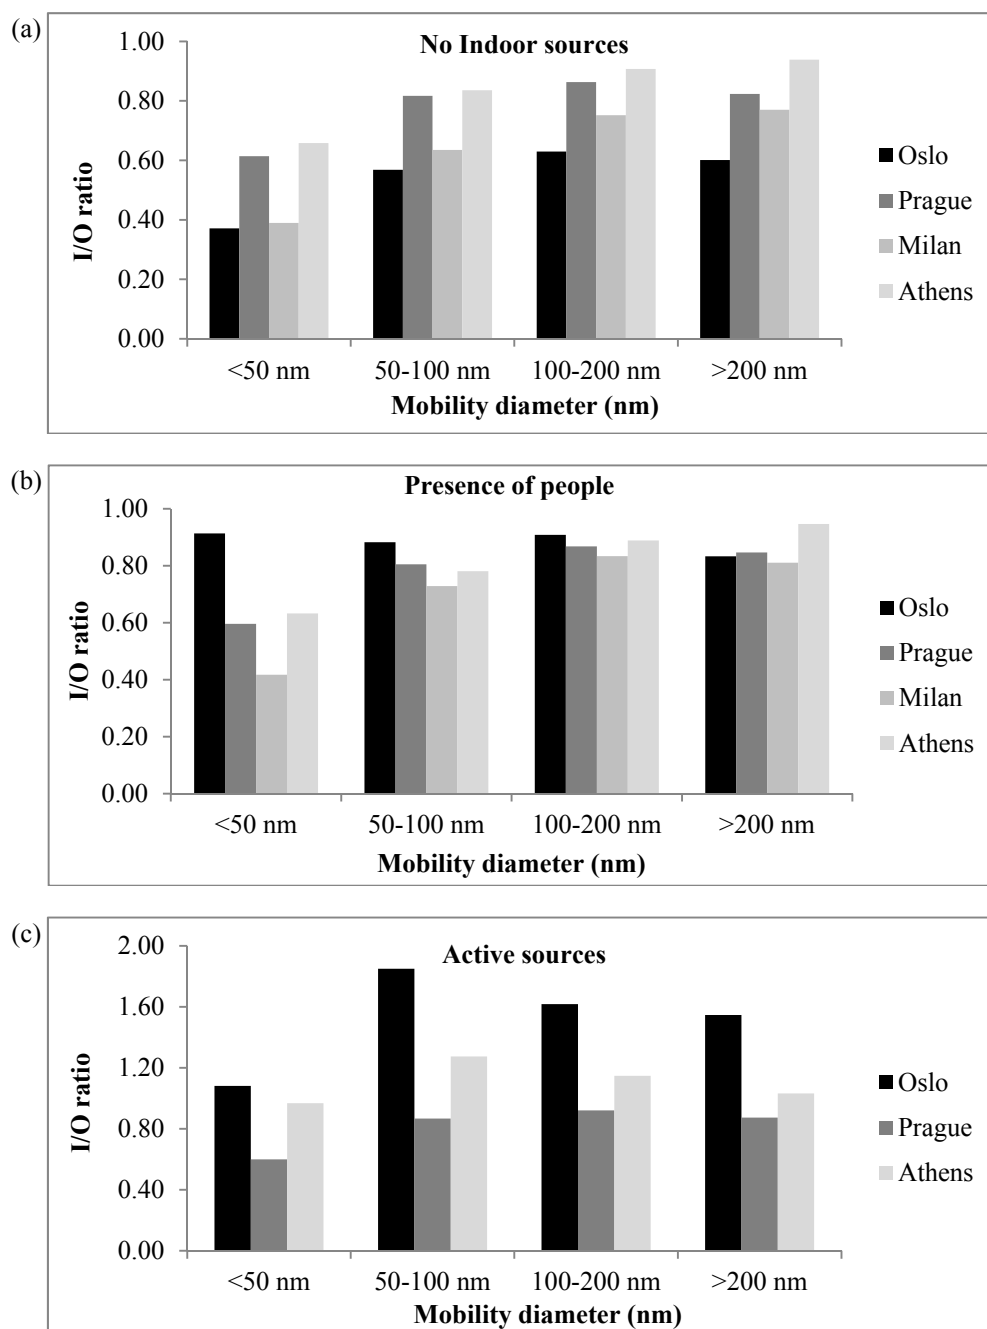 (a)
No Indoor sources
1.00
0.80
0.60
0.40
0.20
0.00
I/O ratio
<50 nm 50-100 nm 100-200 nm >200 nm
Mobility diameter (nm)
Oslo
Prague
Milan
Athens
(b)
Presence of people
1.00
0.80
0.60
0.40
0.20
0.00
I/O ratio
<50 nm 50-100 nm 100-200 nm >200 nm
Mobility diameter (nm)
Oslo
Prague
Milan
Athens
(c)
Active sources
2.00
1.60
1.20
0.80
0.40
0.00
I/O ratio
<50 nm 50-100 nm 100-200 nm >200 nm
Mobility diameter (nm)
Oslo
Prague
Athens